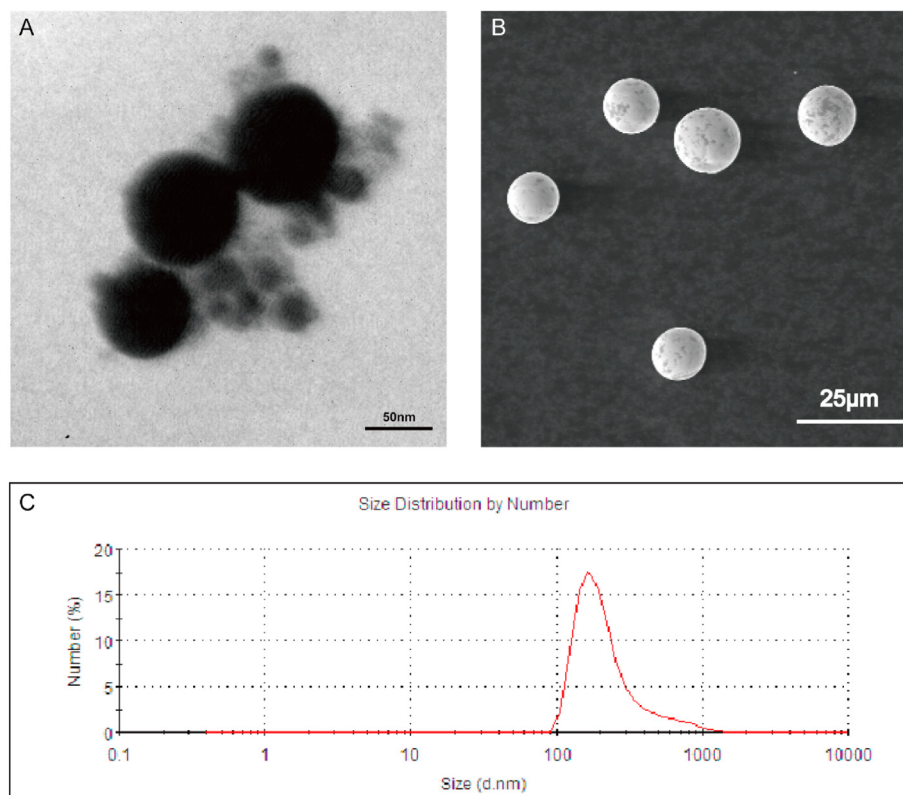 A
50nm
B
25μm
C
Size Distribution by Number
Number (%)
20
15
10
5
0
0.1 1 10 100 1000 10000
Size (d.nm)